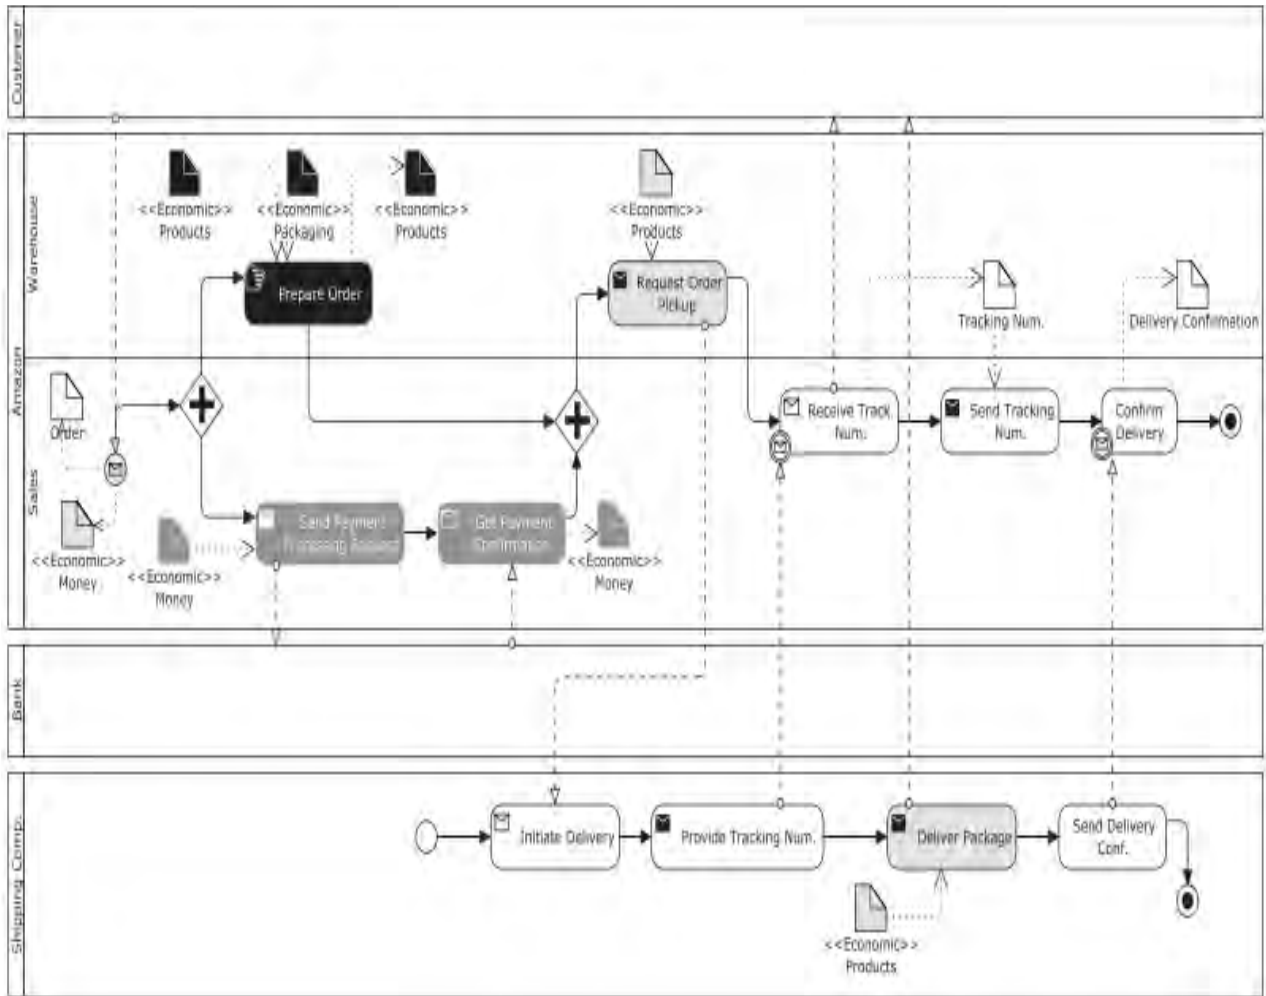 Customer
Amazon
Warehouse
<<Economic>>
Products
<<Economic>>
Packaging
<<Economic>>
Products
<<Economic>>
Products
Prepare Order
Request Order
Pickup
Tracking Num.
Delivery Confirmation
Sales
Order
Receive Track.
Num.
Send Tracking
Num.
Confirm
Delivery
<<Economic>>
Money
<<Economic>>
Money
Send Payment
Processing Request
Get Payment
Confirmation
<<Economic>>
Money
Bank
Shipping Comp.
Initiate Delivery
Provide Tracking Num.
Deliver Package
Send Delivery
Conf.
<<Economic>>
Products